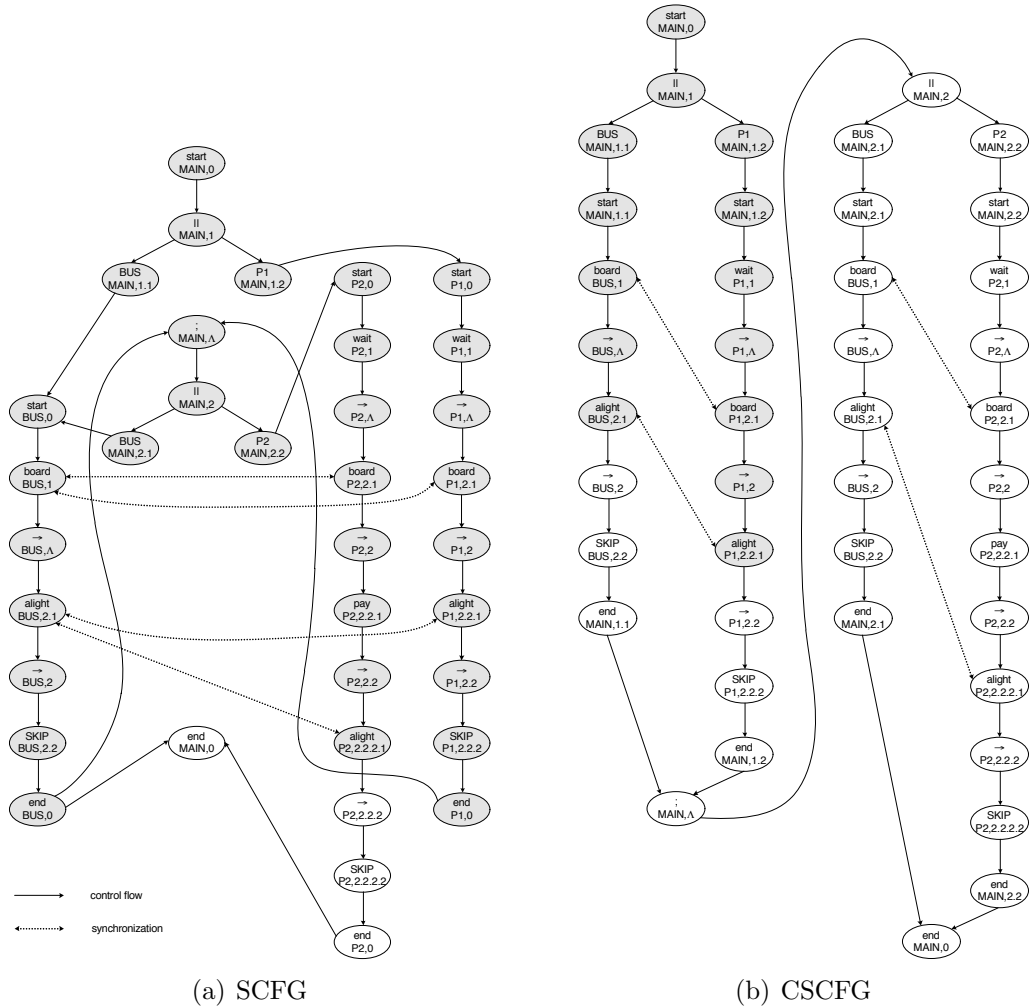 start
MAIN,0
||
MAIN,1
BUS
MAIN,1.1
P1
MAIN,1.2
start
P2,0
start
P1,0
;
MAIN,Λ
wait
P2,1
wait
P1,1
||
MAIN,2
start
BUS,0
→
P2,Λ
→
P1,Λ
BUS
MAIN,2.1
P2
MAIN,2.2
board
BUS,1
board
P2,2.1
board
P1,2.1
→
BUS,Λ
→
P2,2
→
P1,2
alight
BUS,2.1
pay
P2,2.2.1
alight
P1,2.2.1
→
BUS,2
→
P2,2.2
→
P1,2.2
SKIP
BUS,2.2
end
MAIN,0
alight
P2,2.2.2.1
SKIP
P1,2.2.2
end
BUS,0
→
P2,2.2.2
end
P1,0
SKIP
P2,2.2.2.2
end
P2,0
control flow
synchronization
(a) SCFG
start
MAIN,0
||
MAIN,1
BUS
MAIN,1.1
P1
MAIN,1.2
start
MAIN,1.1
start
MAIN,1.2
board
BUS,1
wait
P1,1
→
BUS,Λ
→
P1,Λ
alight
BUS,2.1
board
P1,2.1
→
BUS,2
→
P1,2
SKIP
BUS,2.2
alight
P1,2.2.1
end
MAIN,1.1
→
P1,2.2
SKIP
P1,2.2.2
end
MAIN,1.2
;
MAIN,Λ
||
MAIN,2
BUS
MAIN,2.1
P2
MAIN,2.2
start
MAIN,2.1
start
MAIN,2.2
board
BUS,1
wait
P2,1
→
BUS,Λ
→
P2,Λ
alight
BUS,2.1
board
P2,2.1
→
BUS,2
→
P2,2
SKIP
BUS,2.2
pay
P2,2.2.1
end
MAIN,2.1
→
P2,2.2
alight
P2,2.2.2.1
→
P2,2.2.2
SKIP
P2,2.2.2.2
end
MAIN,2.2
end
MAIN,0
(b) CSCFG